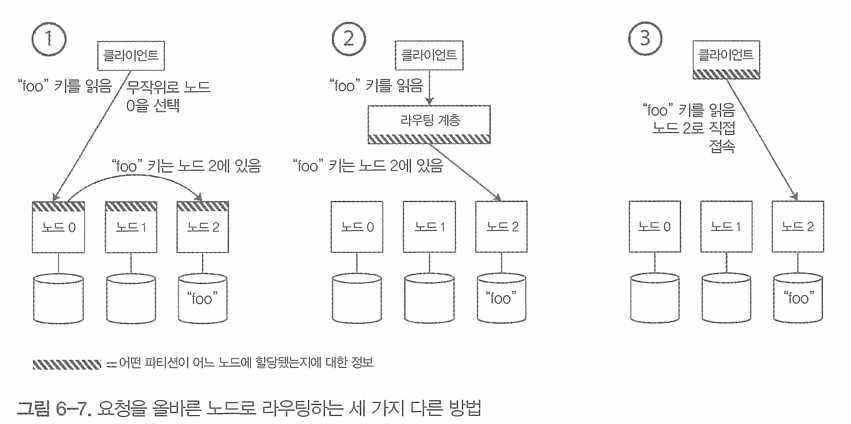 1
클라이언트
“foo” 키를 읽음
무작위로 노드
0을 선택
“foo” 키는 노드 2에 있음
노드 0
노드 1
노드 2
“foo”
2
클라이언트
“foo” 키를 읽음
라우팅 계층
“foo” 키는 노드 2에 있음
노드 0
노드 1
노드 2
“foo”
3
클라이언트
“foo” 키를 읽음
노드 2로 직접
접속
노드 0
노드 1
노드 2
“foo”
= 어떤 파티션이 어느 노드에 할당됐는지에 대한 정보
그림 6-7. 요청을 올바른 노드로 라우팅하는 세 가지 다른 방법